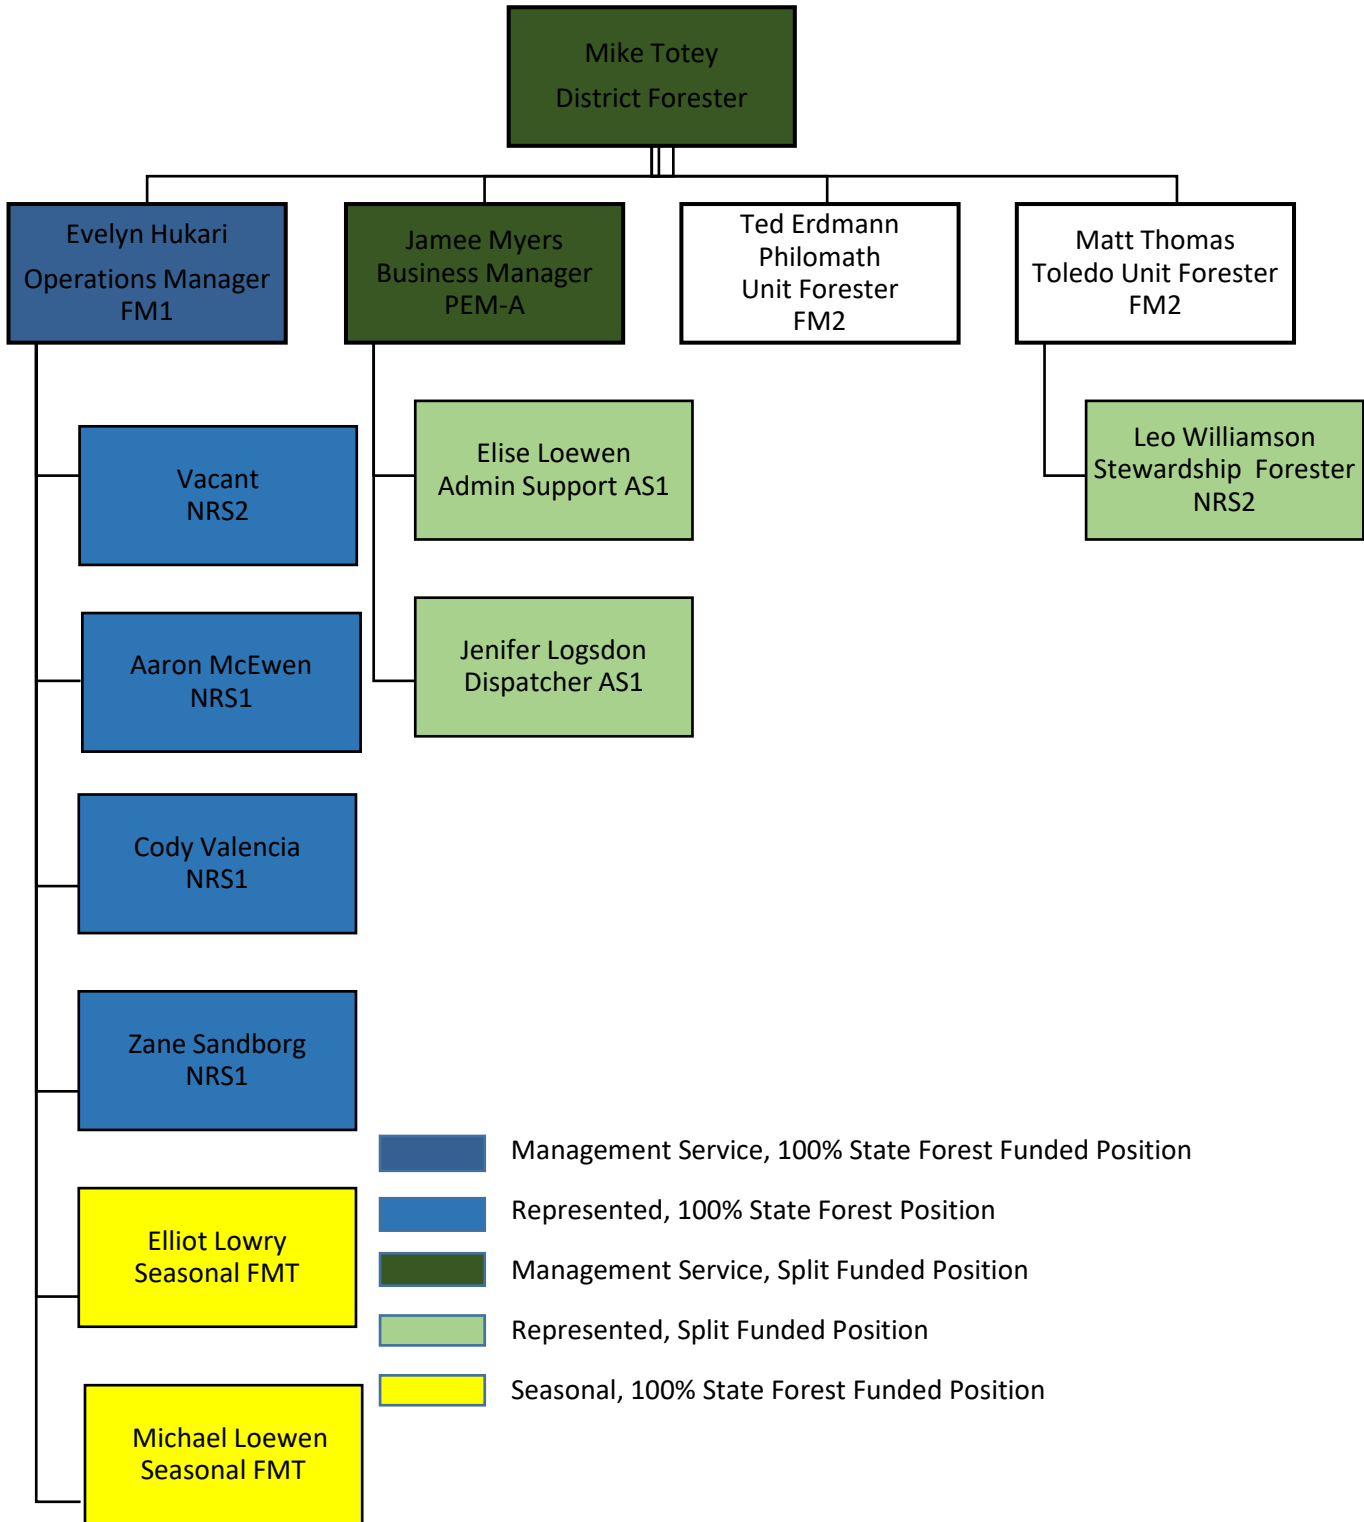 Mike Totey
District Forester
Evelyn Hukari
Operations Manager
FM1
Jamee Myers
Business Manager
PEM-A
Ted Erdmann
Philomath
Unit Forester
FM2
Matt Thomas
Toledo Unit Forester
FM2
Vacant
NRS2
Elise Loewen
Admin Support AS1
Leo Williamson
Stewardship Forester
NRS2
Aaron McEwen
NRS1
Jenifer Logsdon
Dispatcher AS1
Cody Valencia
NRS1
Zane Sandborg
NRS1
Elliot Lowry
Seasonal FMT
Michael Loewen
Seasonal FMT
Management Service, 100% State Forest Funded Position
Represented, 100% State Forest Position
Management Service, Split Funded Position
Represented, Split Funded Position
Seasonal, 100% State Forest Funded Position